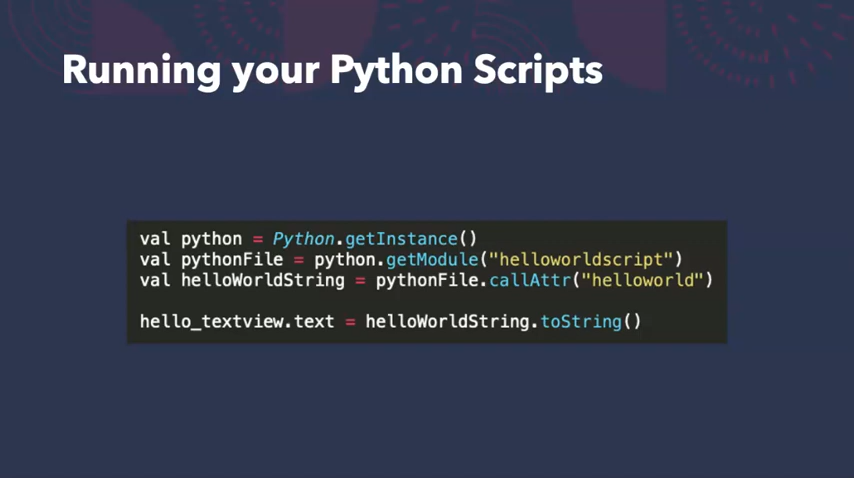 Running your Python Scripts
val python = Python.getInstance()
val pythonFile = python.getModule("helloworldscript")
val helloWorldString = pythonFile.callAttr("helloworld")
hello_textview.text = helloWorldString.toString()